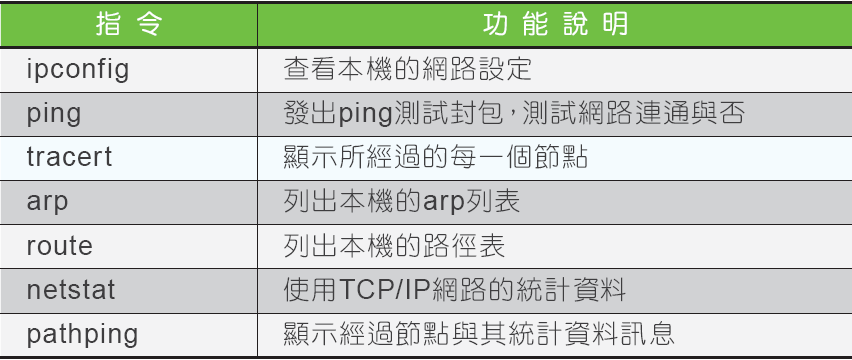 指令 功能說明
ipconfig 查看本機的網路設定
ping 發出ping測試封包，測試網路連通與否
tracert 顯示所經過的每一個節點
arp 列出本機的arp列表
route 列出本機的路徑表
netstat 使用TCP/IP網路的統計資料
pathping 顯示經過節點與其統計資料訊息